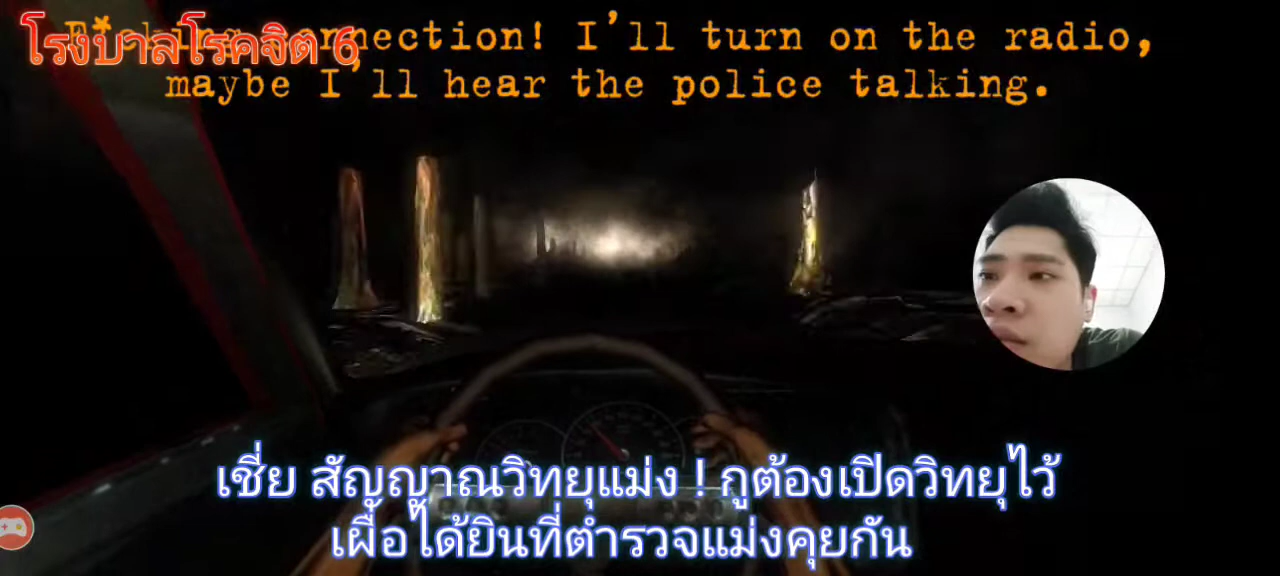 connection! I'll turn on the radio,
โรงบาลโรคจิต 6
maybe I'll hear the police talking.
เชี่ย สัญญาณวิทยุแม่ง ! กูต้องเปิดวิทยุไว้
เผื่อได้ยินที่ตำรวจแม่งคุยกัน